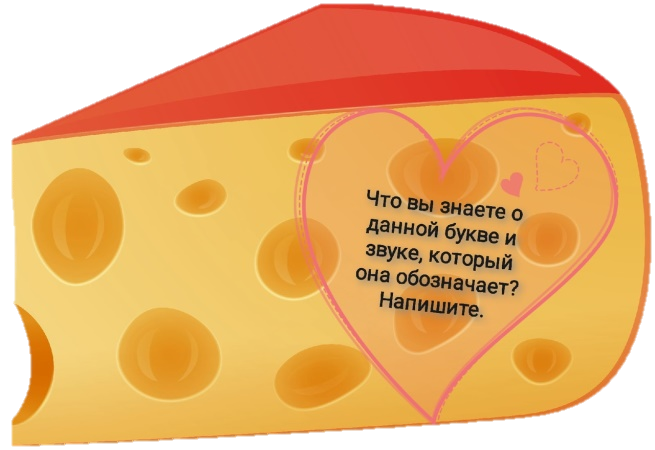 Что вы знаете о
данной букве и
звуке, который
она обозначает?
Напишите.